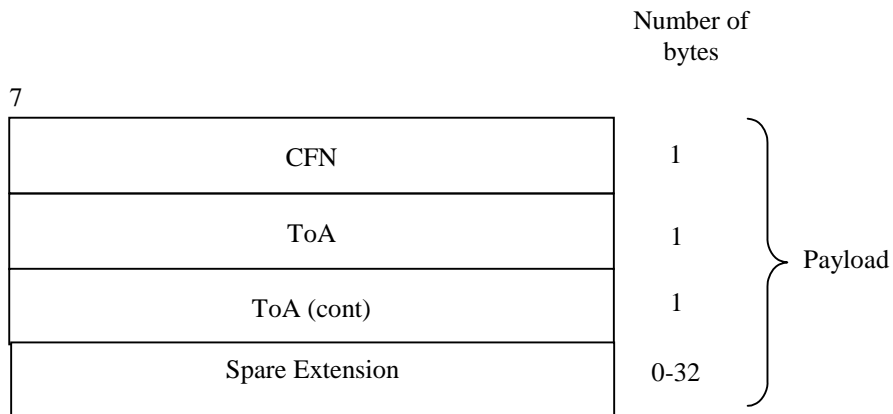 Number of
bytes
7
CFN 1
ToA 1
ToA (cont) 1
Payload
Spare Extension 0-32